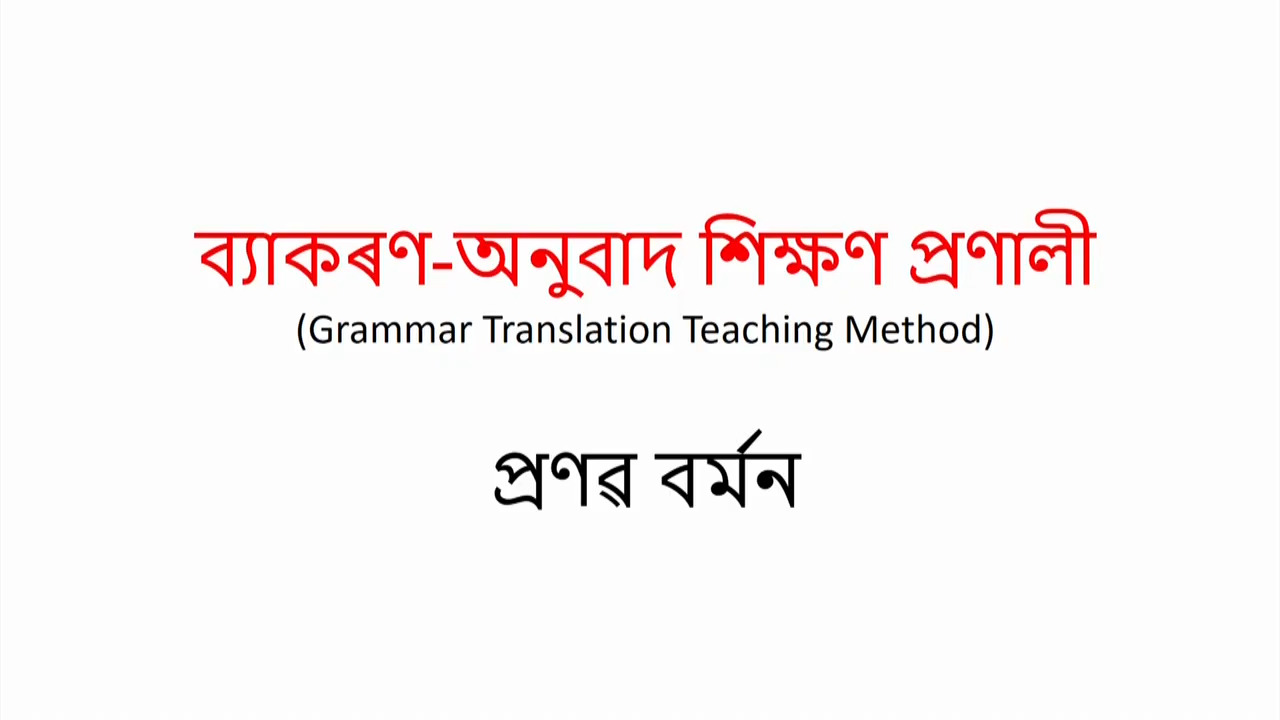 ব্যাকৰণ-অনুবাদ শিক্ষণ প্ৰণালী
(Grammar Translation Teaching Method)
প্ৰণৱ বৰ্মন